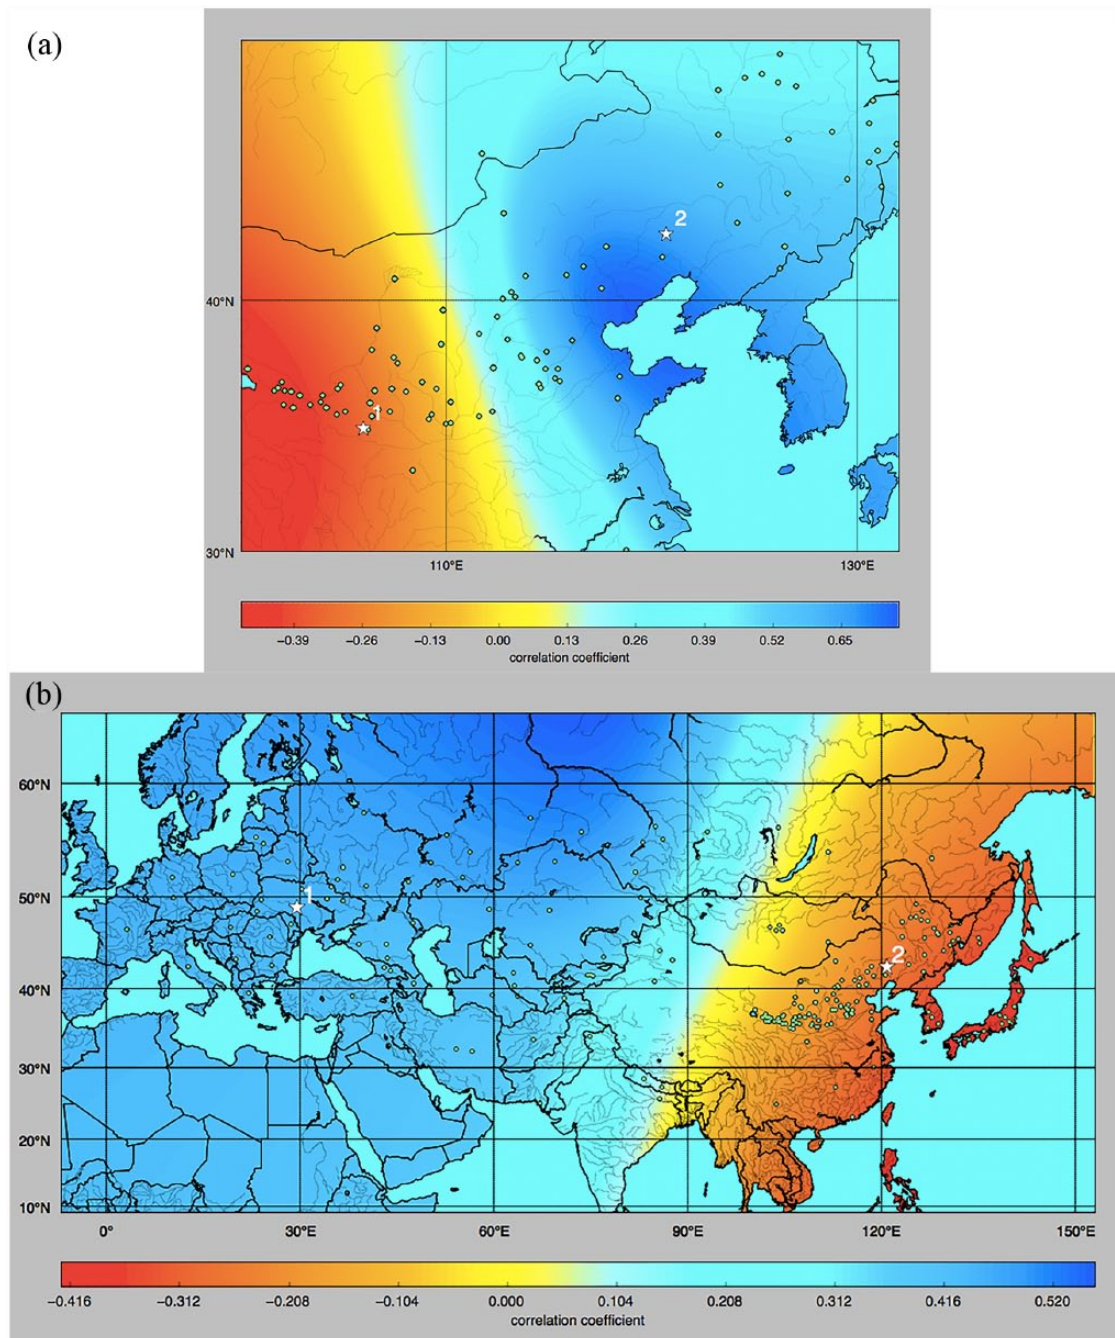 (a)
2
40°N
1
30°N
110°E 130°E
−0.39 −0.26 −0.13 0.00 0.13 0.26 0.39 0.52 0.65
correlation coefficient
(b)
60°N
50°N
1
2
40°N
30°N
20°N
10°N
0° 30°E 60°E 90°E 120°E 150°E
−0.416 −0.312 −0.208 −0.104 0.000 0.104 0.208 0.312 0.416 0.520
correlation coefficient